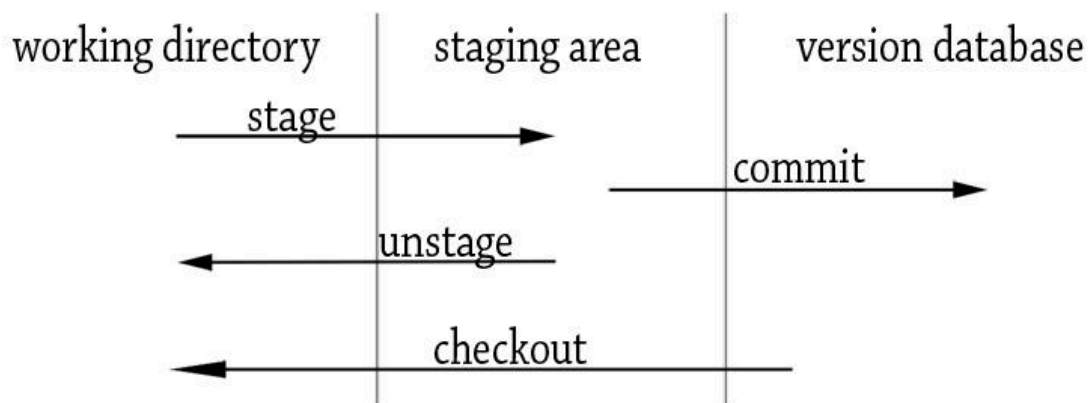 working directory
staging area
version database
stage
commit
unstage
checkout